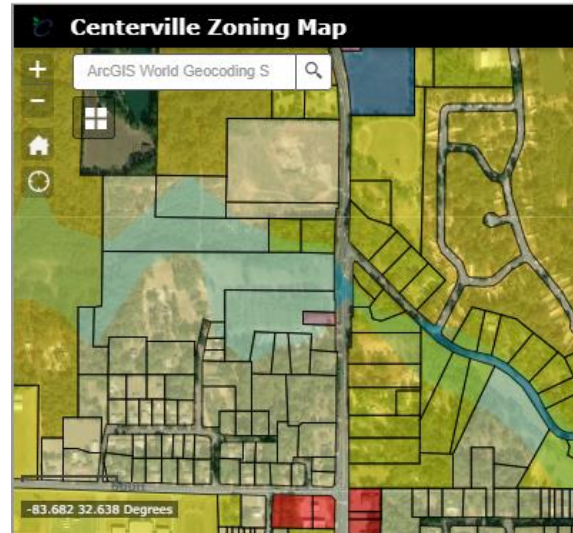 Centerville Zoning Map
+
ArcGIS World Geocoding S
−
-83.682 32.638 Degrees